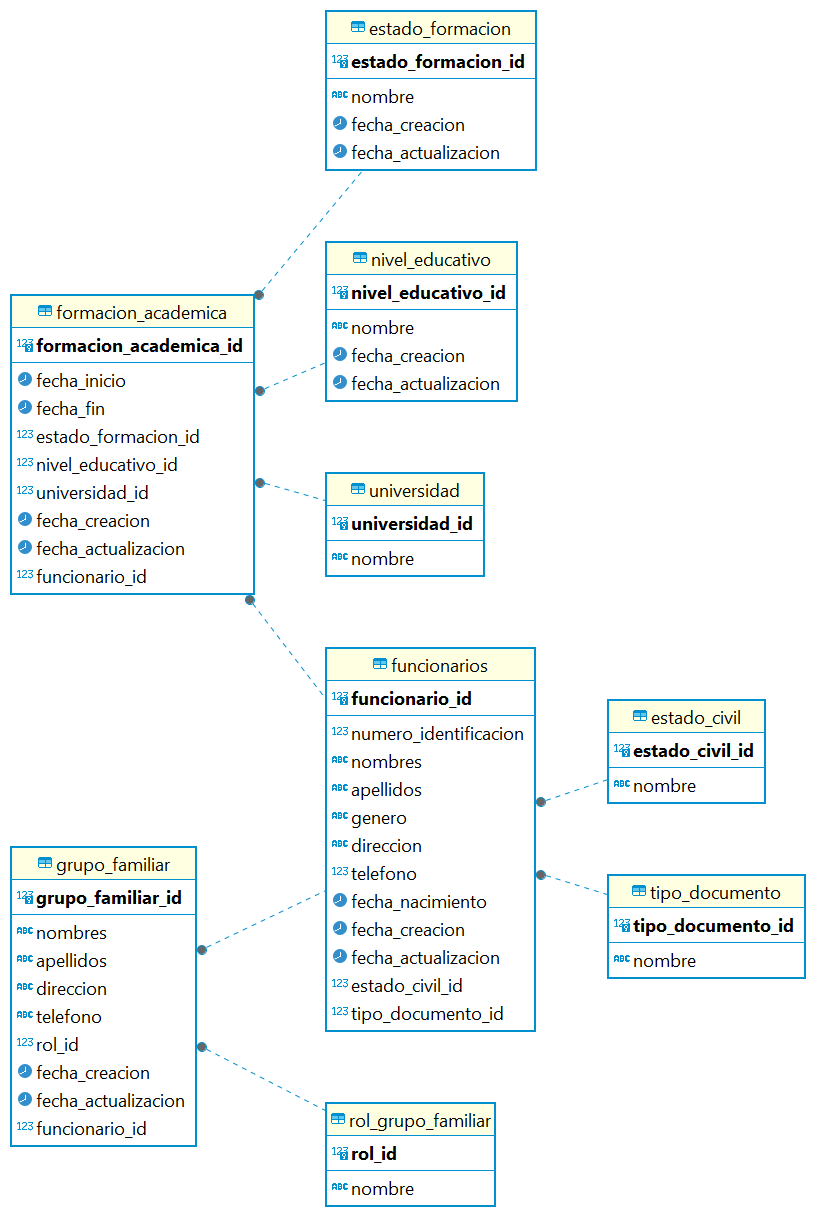 estado_formacion
123 estado_formacion_id
ABC nombre
fecha_creacion
fecha_actualizacion
nivel_educativo
123 nivel_educativo_id
ABC nombre
fecha_creacion
fecha_actualizacion
formacion_academica
123 formacion_academica_id
fecha_inicio
fecha_fin
123 estado_formacion_id
123 nivel_educativo_id
123 universidad_id
fecha_creacion
fecha_actualizacion
123 funcionario_id
universidad
123 universidad_id
ABC nombre
funcionarios
123 funcionario_id
123 numero_identificacion
ABC nombres
ABC apellidos
ABC genero
ABC direccion
123 telefono
fecha_nacimiento
fecha_creacion
fecha_actualizacion
123 estado_civil_id
123 tipo_documento_id
estado_civil
123 estado_civil_id
ABC nombre
tipo_documento
123 tipo_documento_id
ABC nombre
grupo_familiar
123 grupo_familiar_id
ABC nombres
ABC apellidos
ABC direccion
ABC telefono
123 rol_id
fecha_creacion
fecha_actualizacion
123 funcionario_id
rol_grupo_familiar
123 rol_id
ABC nombre